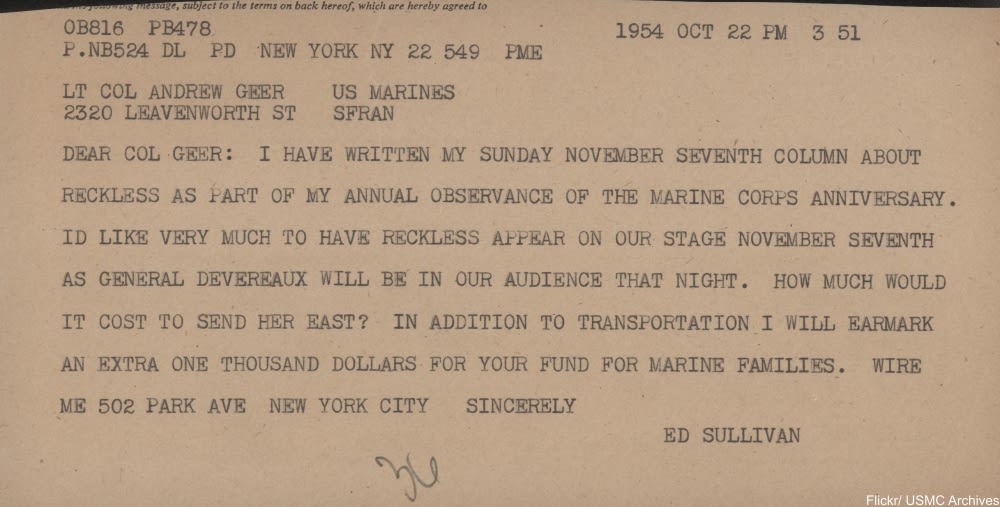 following message, subject to the terms on back hereof, which are hereby agreed to
OB816 PB478
1954 OCT 22 PM 3 51
P.NB524 DL PD NEW YORK NY 22 549 PME
LT COL ANDREW GEER US MARINES
2320 LEAVENWORTH ST SFRAN
DEAR COL GEER: I HAVE WRITTEN MY SUNDAY NOVEMBER SEVENTH COLUMN ABOUT
RECKLESS AS PART OF MY ANNUAL OBSERVANCE OF THE MARINE CORPS ANNIVERSARY.
ID LIKE VERY MUCH TO HAVE RECKLESS APPEAR ON OUR STAGE NOVEMBER SEVENTH
AS GENERAL DEVEREAUX WILL BE IN OUR AUDIENCE THAT NIGHT. HOW MUCH WOULD
IT COST TO SEND HER EAST? IN ADDITION TO TRANSPORTATION I WILL EARMARK
AN EXTRA ONE THOUSAND DOLLARS FOR YOUR FUND FOR MARINE FAMILIES. WIRE
ME 502 PARK AVE NEW YORK CITY SINCERELY
ED SULLIVAN
36
Flickr/ USMC Archives